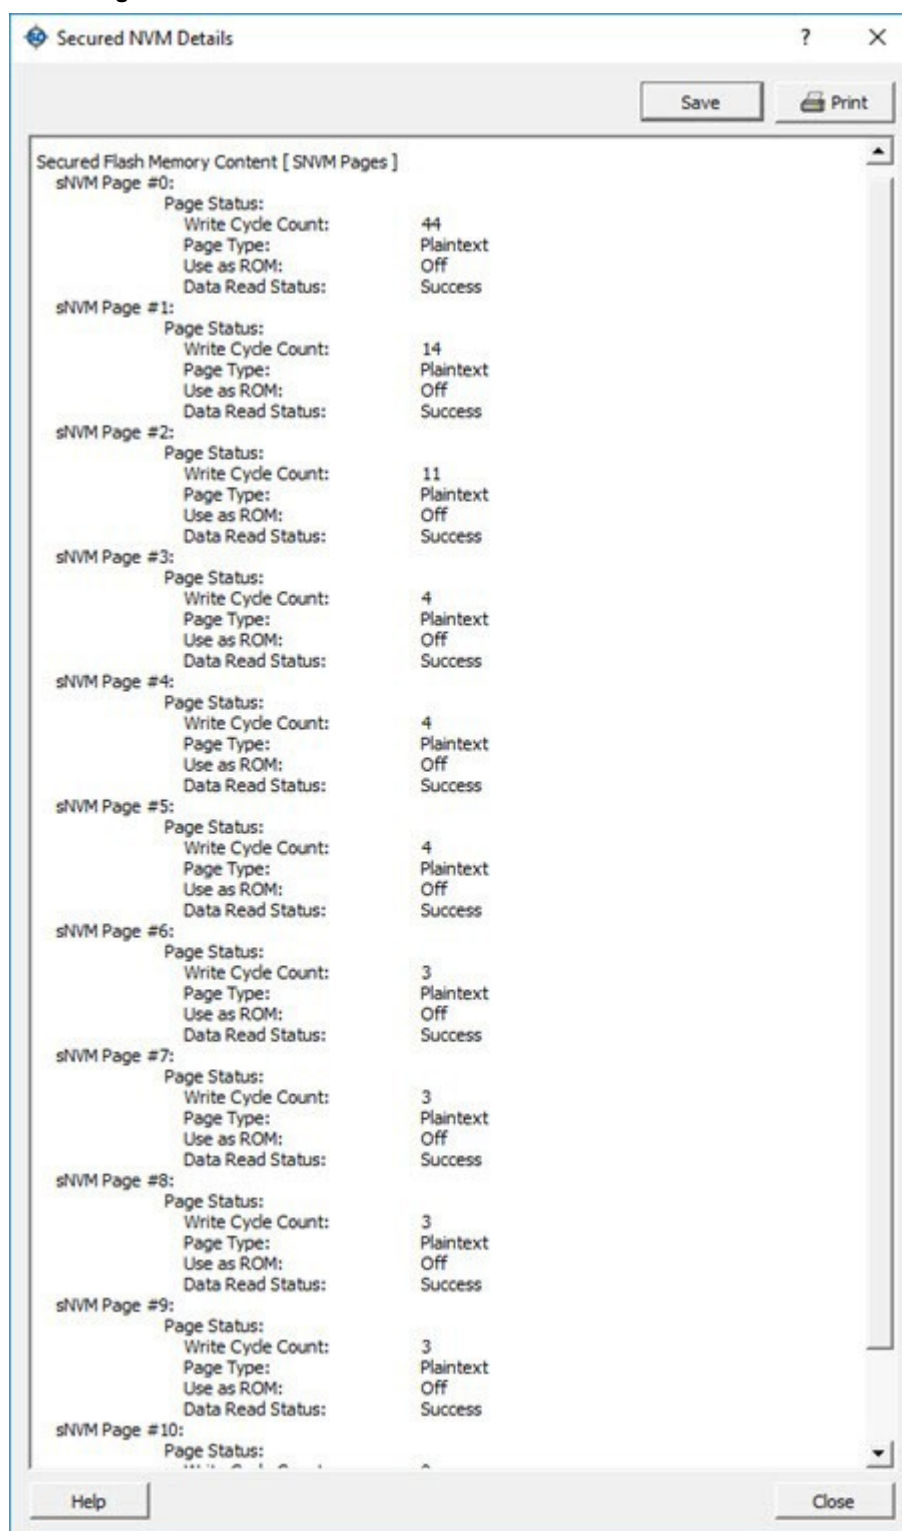 Secured NVM Details
? ×
Save Print
Secured Flash Memory Content [ SNVM Pages ]
sNVM Page #0:
Page Status:
Write Cycle Count: 44
Page Type: Plaintext
Use as ROM: Off
Data Read Status: Success
sNVM Page #1:
Page Status:
Write Cycle Count: 14
Page Type: Plaintext
Use as ROM: Off
Data Read Status: Success
sNVM Page #2:
Page Status:
Write Cycle Count: 11
Page Type: Plaintext
Use as ROM: Off
Data Read Status: Success
sNVM Page #3:
Page Status:
Write Cycle Count: 4
Page Type: Plaintext
Use as ROM: Off
Data Read Status: Success
sNVM Page #4:
Page Status:
Write Cycle Count: 4
Page Type: Plaintext
Use as ROM: Off
Data Read Status: Success
sNVM Page #5:
Page Status:
Write Cycle Count: 4
Page Type: Plaintext
Use as ROM: Off
Data Read Status: Success
sNVM Page #6:
Page Status:
Write Cycle Count: 3
Page Type: Plaintext
Use as ROM: Off
Data Read Status: Success
sNVM Page #7:
Page Status:
Write Cycle Count: 3
Page Type: Plaintext
Use as ROM: Off
Data Read Status: Success
sNVM Page #8:
Page Status:
Write Cycle Count: 3
Page Type: Plaintext
Use as ROM: Off
Data Read Status: Success
sNVM Page #9:
Page Status:
Write Cycle Count: 3
Page Type: Plaintext
Use as ROM: Off
Data Read Status: Success
sNVM Page #10:
Page Status:
Help Close